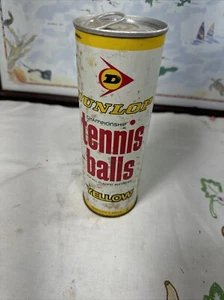 D
DUNLOP
CHAMPIONSHIP
tennis
balls
YELLOW